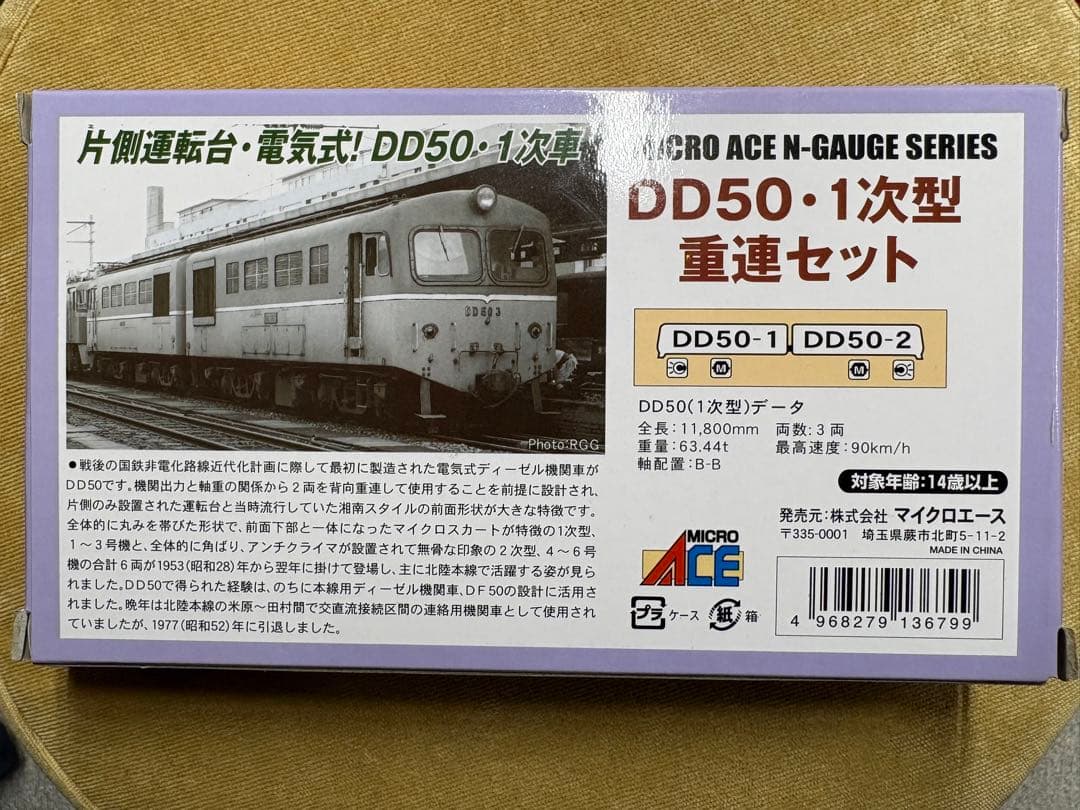 片側運転台・電気式! DD50・1次車
MICRO ACE N-GAUGE SERIES
DD50・1次型
重連セット
DD50-1 DD50-2
C M M C
DD50(1次型)データ
全長:11,800mm 両数:3両
重量:63.44t 最高速度:90km/h
軸配置:B-B
対象年齢:14歳以上
発売元:株式会社 マイクロエース
〒335-0001 埼玉県蕨市北町5-11-2
MADE IN CHINA
MICRO
ACE
プラ ケース 紙 箱
4 968279 136799
DD50 3
Photo:RGG
●戦後の国鉄非電化路線近代化計画に際して最初に製造された電気式ディーゼル機関車が
DD50です。機関出力と軸重の関係から2両を背向重連して使用することを前提に設計され、
片側のみ設置された運転台と当時流行していた湘南スタイルの前面形状が大きな特徴です。
全体的に丸みを帯びた形状で、前面下部と一体になったマイクロスカートが特徴の1次型、
1～3号機と、全体的に角ばり、アンチクライマが設置されて無骨な印象の2次型、4～6号
機の合計6両が1953(昭和28)年から翌年に掛けて登場し、主に北陸本線で活躍する姿が見ら
れました。DD50で得られた経験は、のちに本線用ディーゼル機関車、DF50の設計に活用さ
れました。晩年は北陸本線の米原～田村間で交直流接続区間の連絡用機関車として使用され
ていましたが、1977(昭和52)年に引退しました。